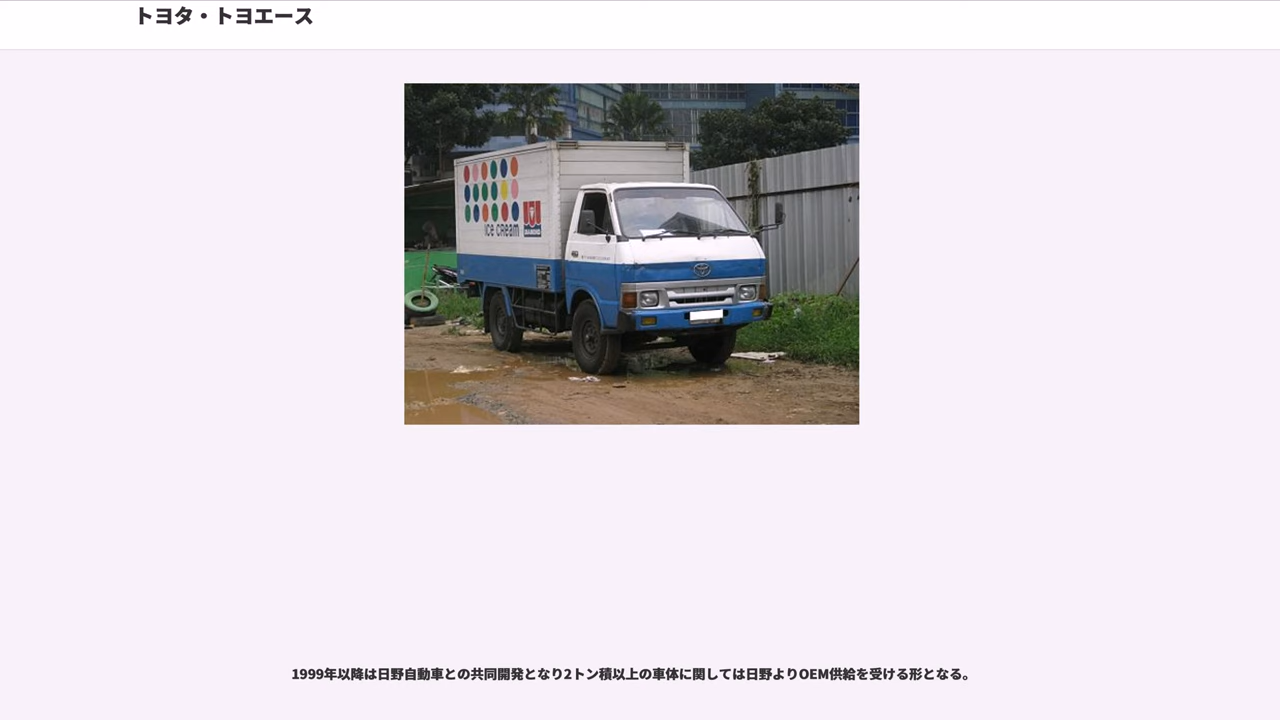 トヨタ・トヨエース
ice cream
1999年以降は日野自動車との共同開発となり2トン積以上の車体に関しては日野よりOEM供給を受ける形となる。